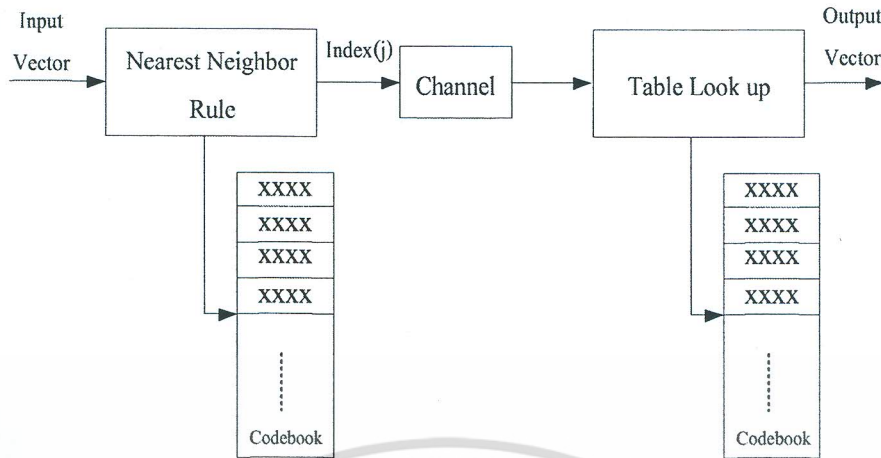 Input
Vector
Nearest Neighbor
Rule
Index(j)
Channel
Table Look up
Output
Vector
XXXX
XXXX
XXXX
XXXX
Codebook
XXXX
XXXX
XXXX
XXXX
Codebook